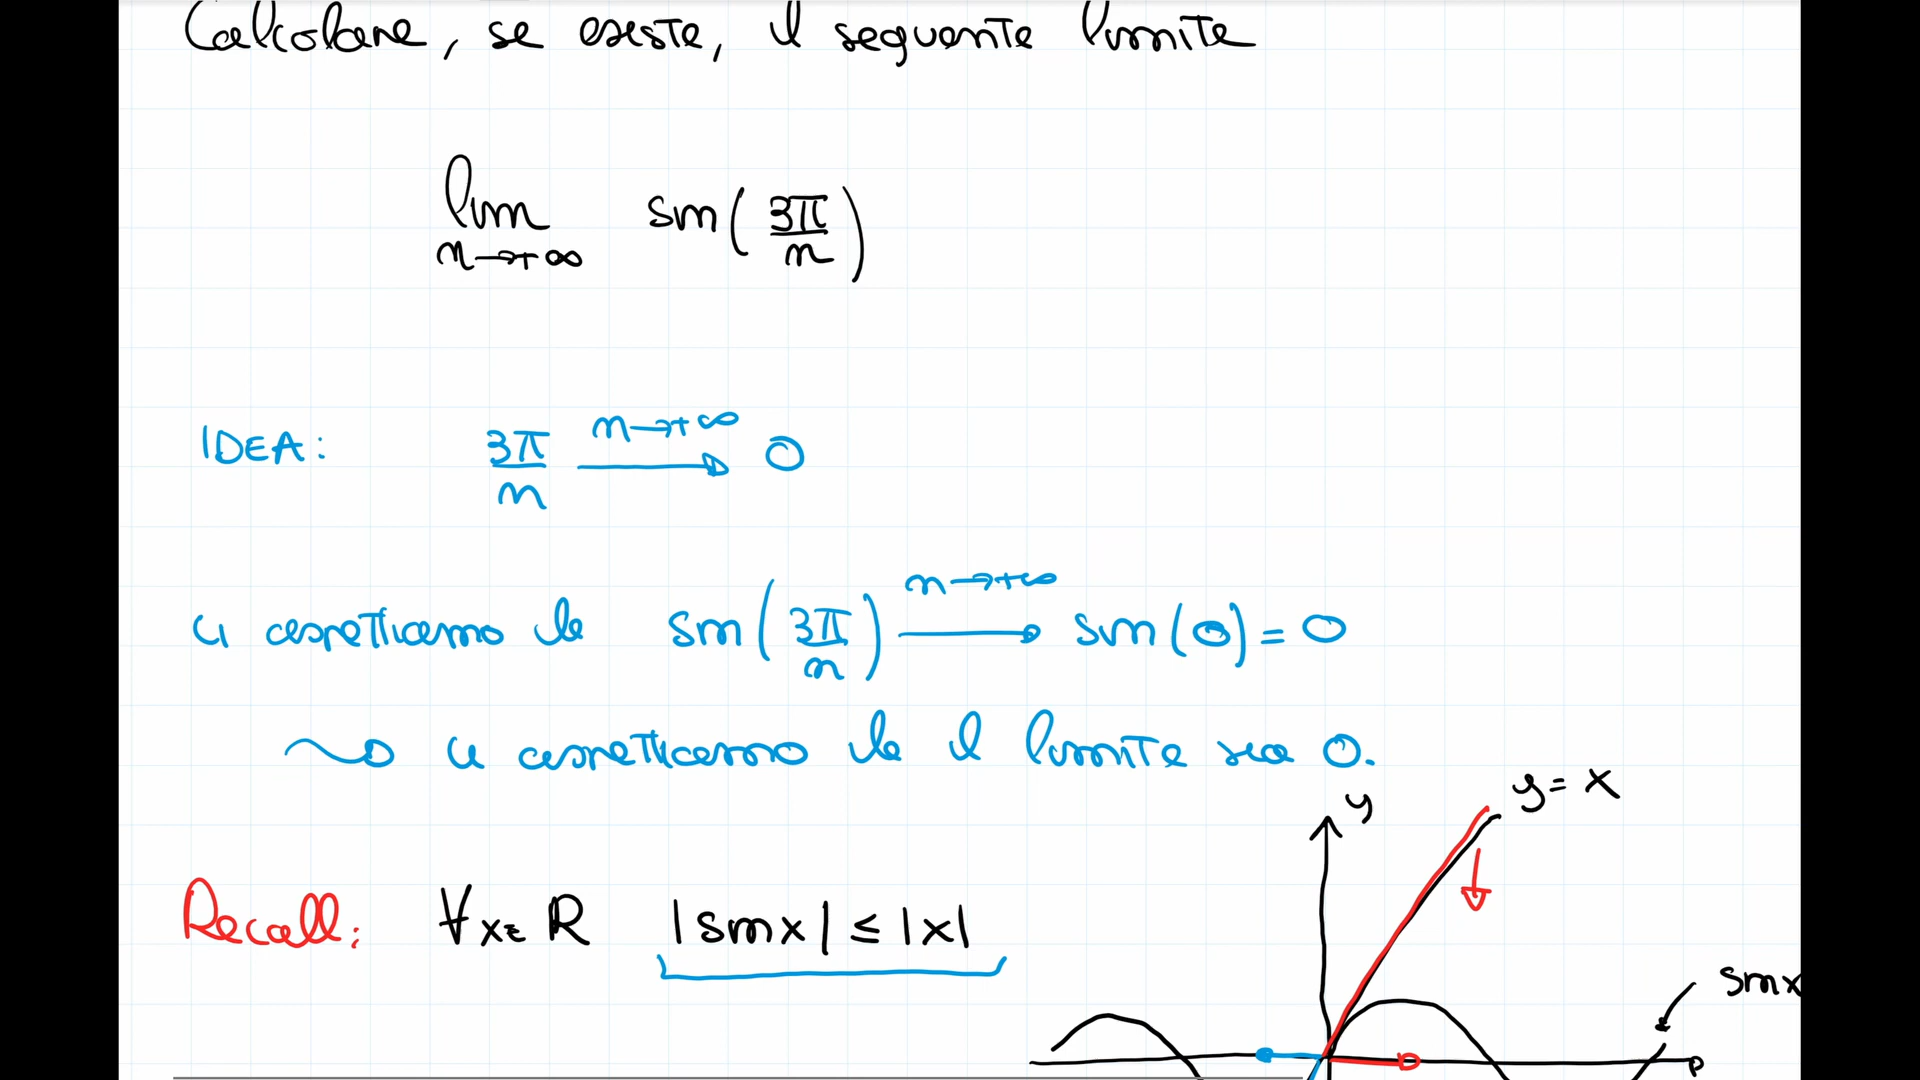 Calcolare, se esiste, il seguente limite
lim n→+∞ sin(3π/n)
IDEA: 3π/n n→+∞ 0
ci aspettiamo che sin(3π/n) n→+∞ sin(0)=0
ci aspettiamo che il limite sia 0.
y = x
y
Recall: ∀x∈ℝ |sin x| ≤ |x|
sin x